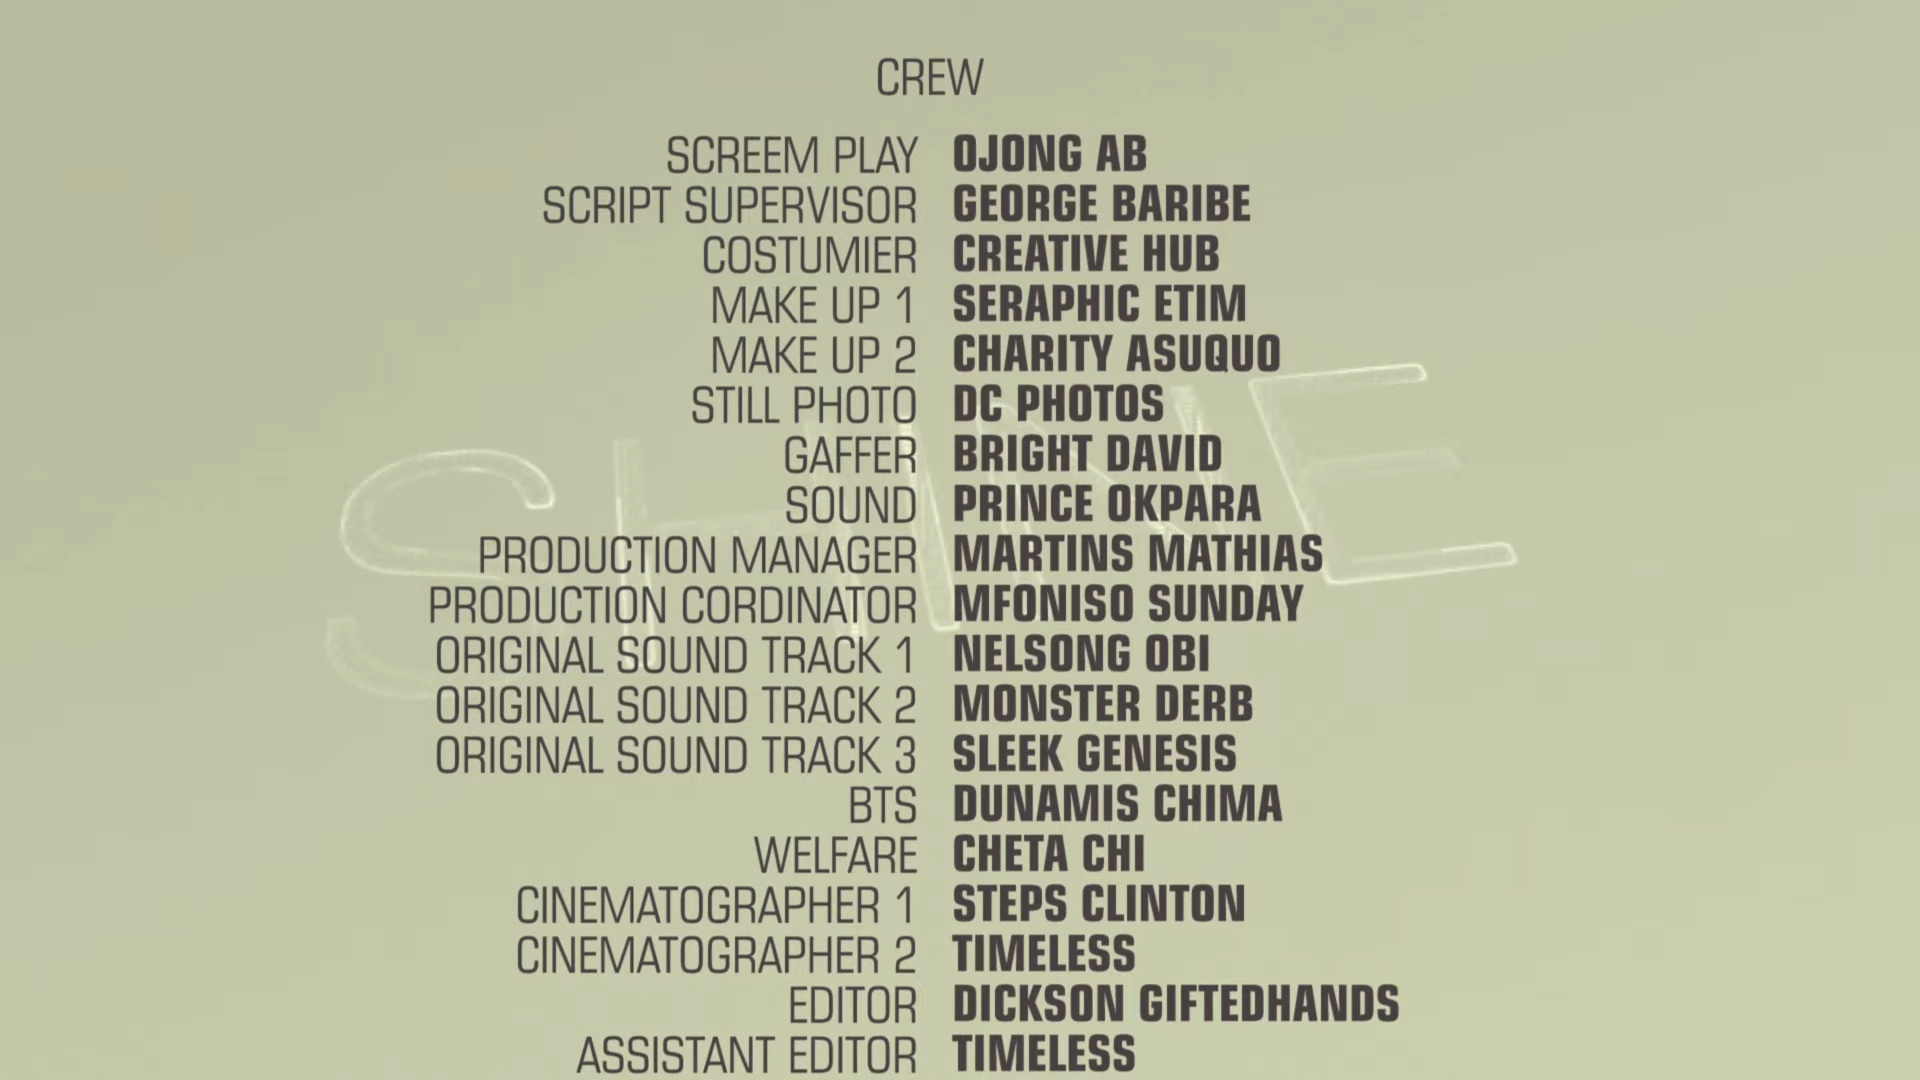 CREW
SCREEM PLAY OJONG AB
SCRIPT SUPERVISOR GEORGE BARIBE
COSTUMIER CREATIVE HUB
MAKE UP 1 SERAPHIC ETIM
MAKE UP 2 CHARITY ASUQUO
STILL PHOTO DC PHOTOS
GAFFER BRIGHT DAVID
SOUND PRINCE OKPARA
PRODUCTION MANAGER MARTINS MATHIAS
PRODUCTION CORDINATOR MFONISO SUNDAY
ORIGINAL SOUND TRACK 1 NELSONG OBI
ORIGINAL SOUND TRACK 2 MONSTER DERB
ORIGINAL SOUND TRACK 3 SLEEK GENESIS
BTS DUNAMIS CHIMA
WELFARE CHETA CHI
CINEMATOGRAPHER 1 STEPS CLINTON
CINEMATOGRAPHER 2 TIMELESS
EDITOR DICKSON GIFTEDHANDS
ASSISTANT EDITOR TIMELESS
SHINE